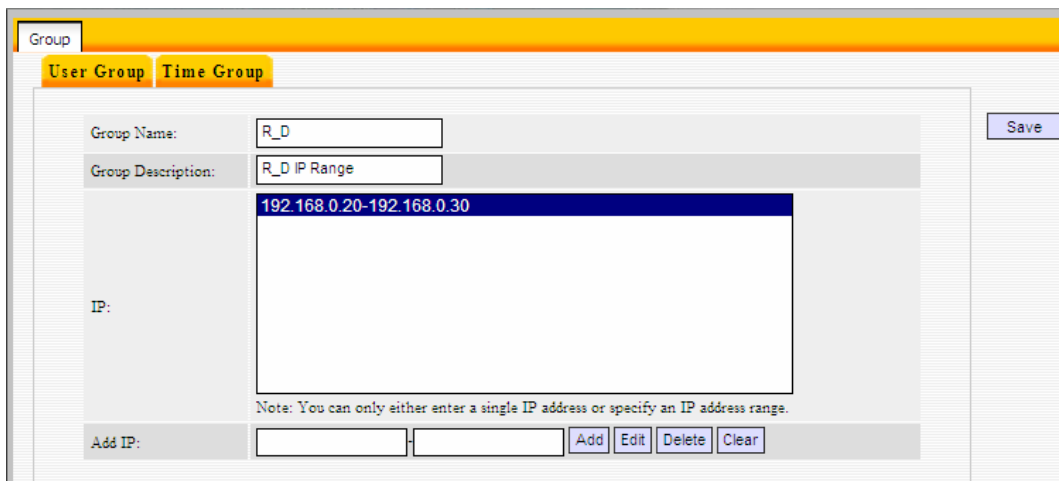 Group
User Group Time Group
Group Name: R_D Save
Group Description: R_D IP Range
192.168.0.20-192.168.0.30
IP:
Note: You can only either enter a single IP address or specify an IP address range.
Add IP: - Add Edit Delete Clear